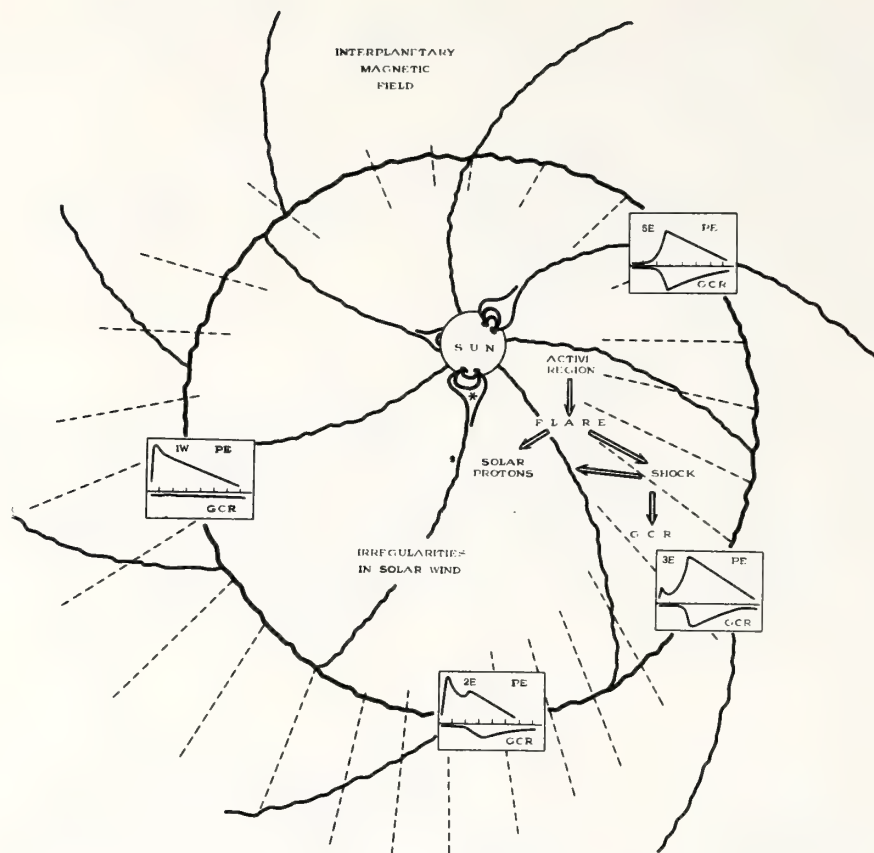 INTERPLANETARY
MAGNETIC
FIELD
PE
GCR
SUN
ACTIVE
REGION
FLARE
SOLAR
PROTONS
SHOCK
GCR
1W PE
GCR
IRREGULARITIES
IN SOLAR WIND
3E PE
GCR
2E PE
GCR